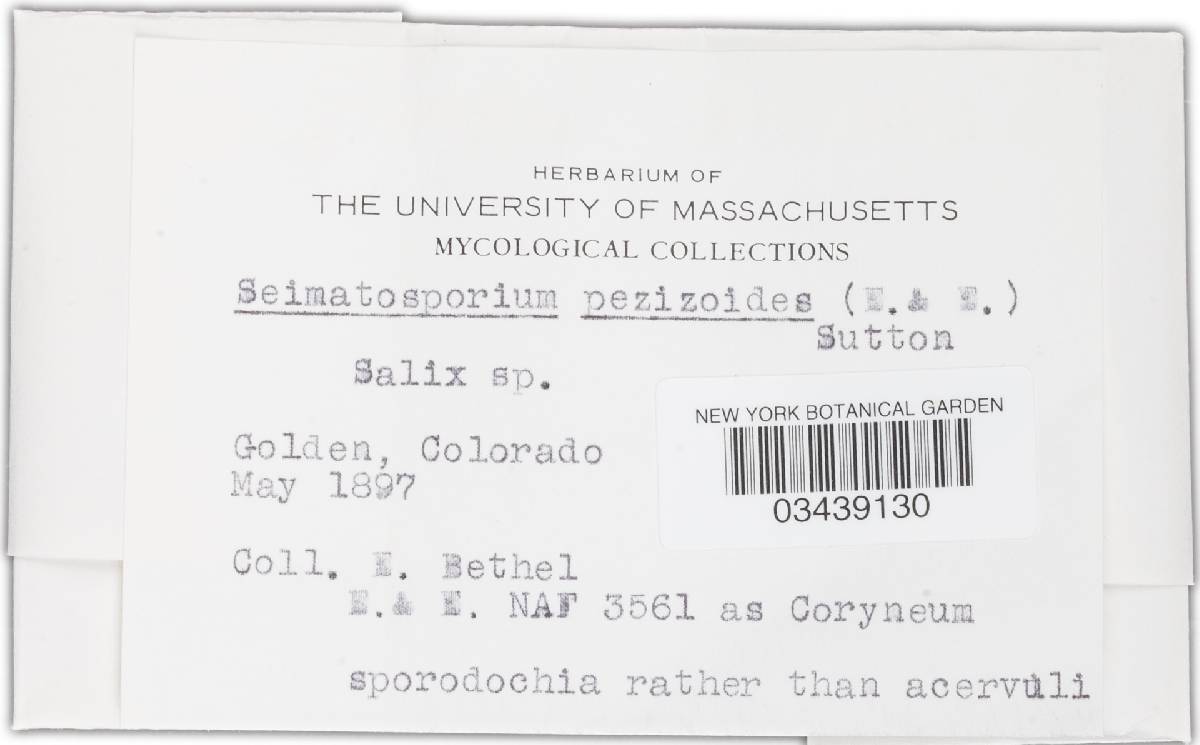 HERBARIUM OF
THE UNIVERSITY OF MASSACHUSETTS
MYCOLOGICAL COLLECTIONS
Seimatosporium pezizoides (E.& E.)
Sutton
Salix sp.
NEW YORK BOTANICAL GARDEN
03439130
Golden, Colorado
May 1897
Coll. E. Bethel
E.& E. NAF 3561 as Coryneum
sporodochia rather than acervuli